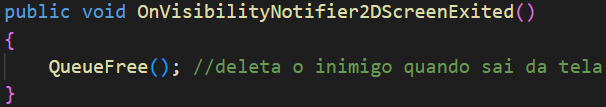 public void OnVisibilityNotifier2DScreenExited()
{
    QueueFree(); //deleta o inimigo quando sai da tela
}